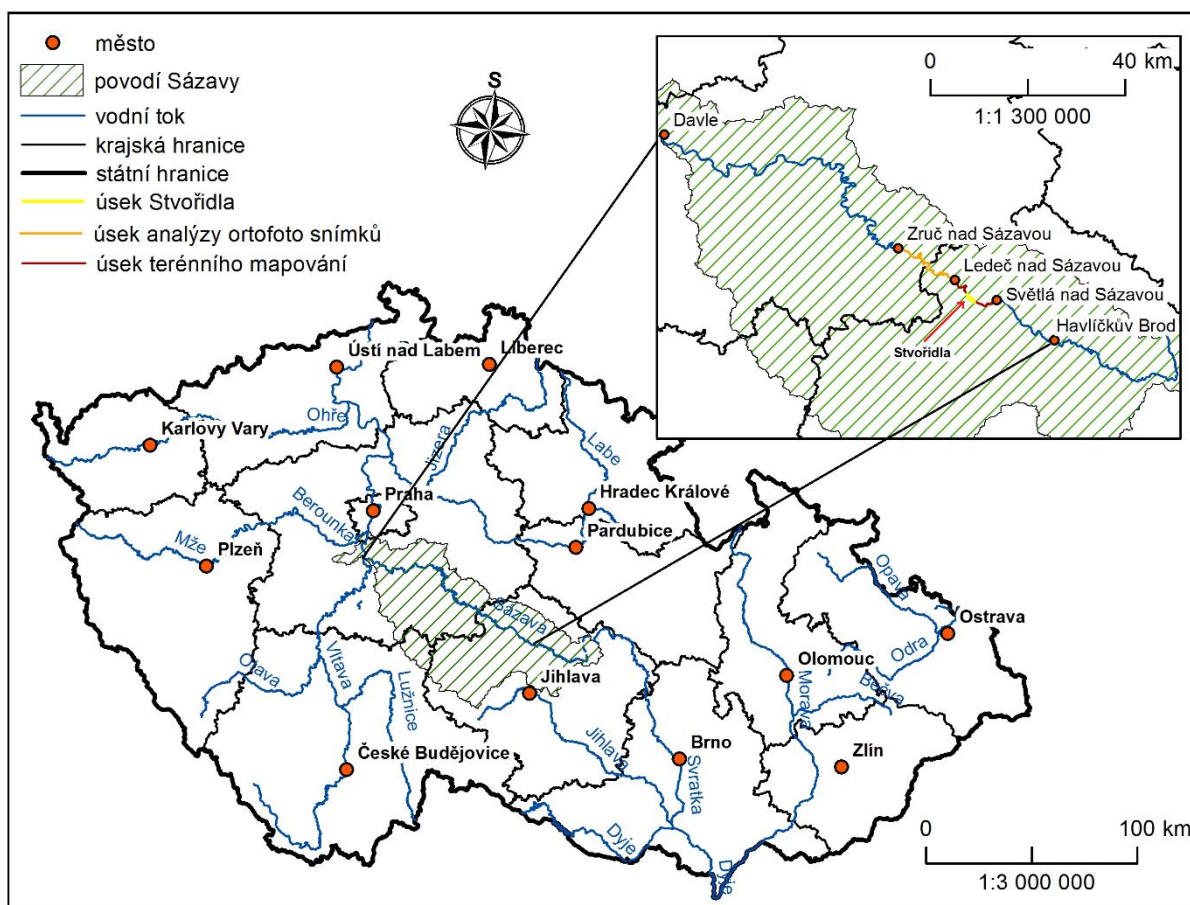 město
povodí Sázavy
vodní tok
krajská hranice
státní hranice
úsek Stvořidla
úsek analýzy ortofoto snímků
úsek terénního mapování
S
0 40 km
1:1 300 000
Davle
Zruč nad Sázavou
Ledeč nad Sázavou
Světlá nad Sázavou
Stvořidla
Havlíčkův Brod
Ústí nad Labem
Liberec
Ohře
Karlovy Vary
Jizera
Labe
Praha
Hradec Králové
Berounka
Pardubice
Mže
Plzeň
Opava
Sázava
Ostrava
Odra
Otava
Vltava
Lužnice
Jihlava
Olomouc
Bečva
Morava
Jihlava
České Budějovice
Brno
Svratka
Zlín
Dyje
Dyje
0 100 km
1:3 000 000